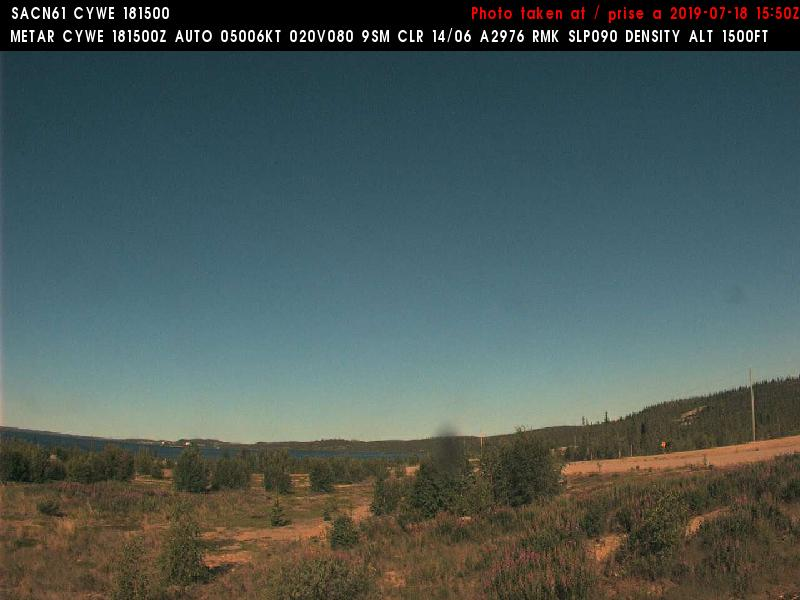 SACN61 CYWE 181500 Photo taken at / prise a 2019-07-18 15:50Z
METAR CYWE 181500Z AUTO 05006KT 020V080 9SM CLR 14/06 A2976 RMK SLP090 DENSITY ALT 1500FT